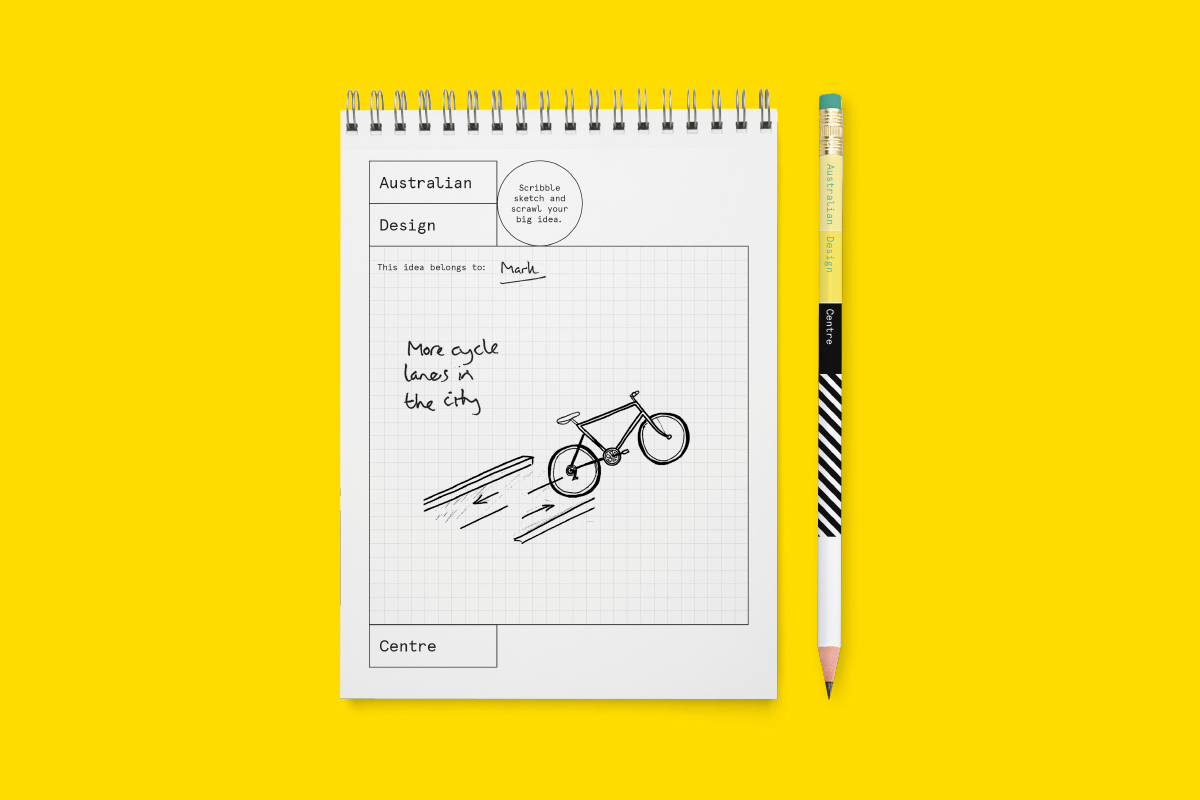 Australian
Design
Scribble
sketch and
scrawl your
big idea.
This idea belongs to: Mark
More cycle
lanes in
the city
Centre
Australian Design Centre